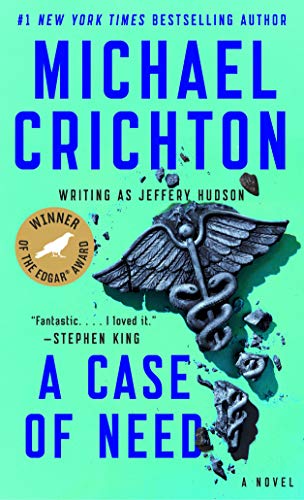 #1 NEW YORK TIMES BESTSELLING AUTHOR
MICHAEL
CRICHTON
WRITING AS JEFFERY HUDSON
WINNER
OF THE EDGAR® AWARD
"Fantastic. . . . I loved it."
—STEPHEN KING
A CASE
OF NEED
A NOVEL